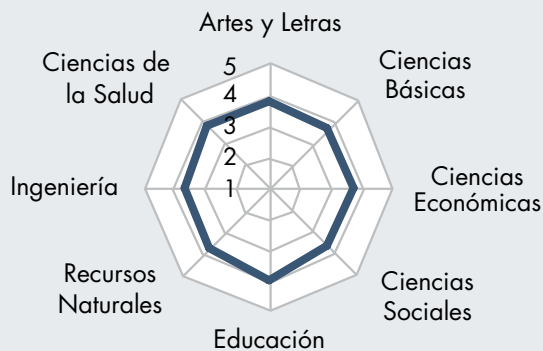 Artes y Letras
Ciencias
Básicas
Ciencias
Económicas
Ciencias
Sociales
Educación
Recursos
Naturales
Ingeniería
Ciencias de
la Salud
5
4
3
2
1